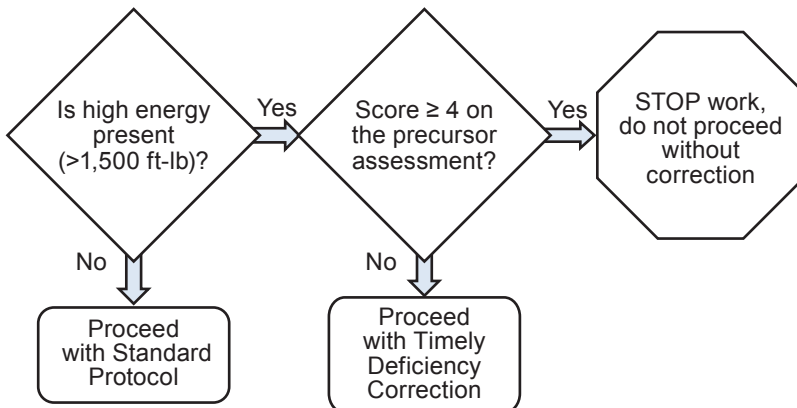 Is high energy
present
(>1,500 ft-lb)?
Yes
Score ≥ 4 on
the precursor
assessment?
Yes
STOP work,
do not proceed
without
correction
No
Proceed
with Standard
Protocol
No
Proceed
with Timely
Deficiency
Correction